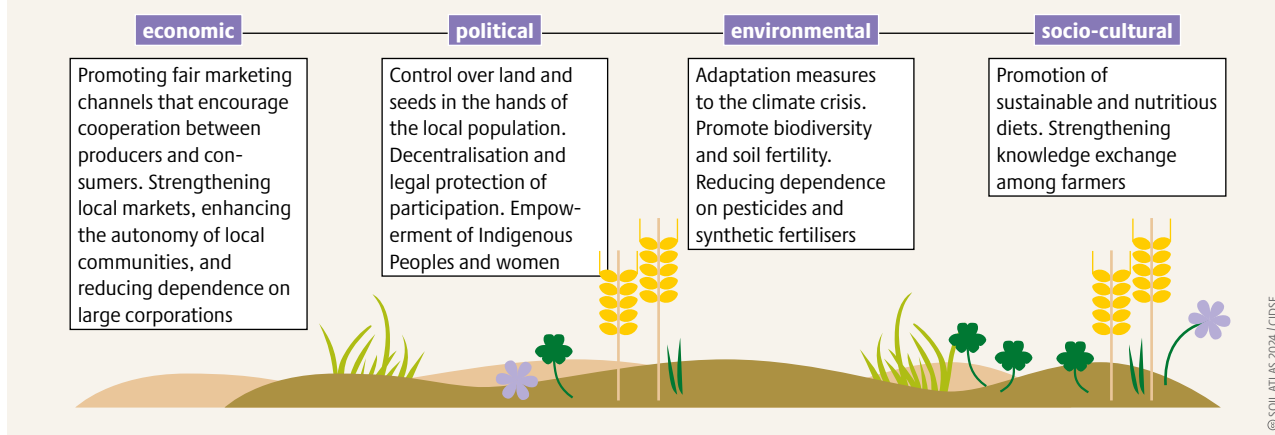 economic
political
environmental
socio-cultural
Promoting fair marketing
channels that encourage
cooperation between
producers and con-
sumers. Strengthening
local markets, enhancing
the autonomy of local
communities, and
reducing dependence on
large corporations
Control over land and
seeds in the hands of
the local population.
Decentralisation and
legal protection of
participation. Empow-
erment of Indigenous
Peoples and women
Adaptation measures
to the climate crisis.
Promote biodiversity
and soil fertility.
Reducing dependence
on pesticides and
synthetic fertilisers
Promotion of
sustainable and nutritious
diets. Strengthening
knowledge exchange
among farmers
© SOIL ATLAS 2024 / CIDSE